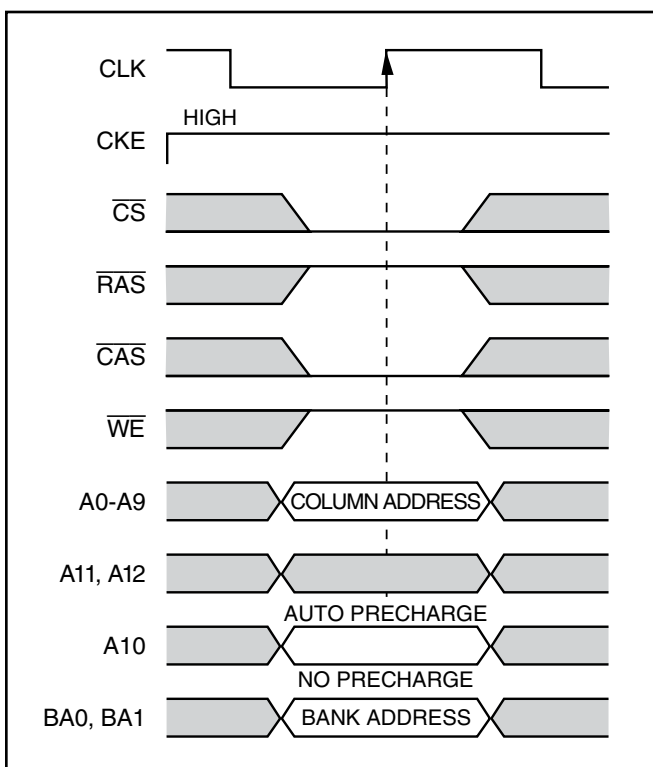 CLK
HIGH
CKE
CS
RAS
CAS
WE
A0-A9 COLUMN ADDRESS
A11, A12
AUTO PRECHARGE
A10
NO PRECHARGE
BA0, BA1 BANK ADDRESS